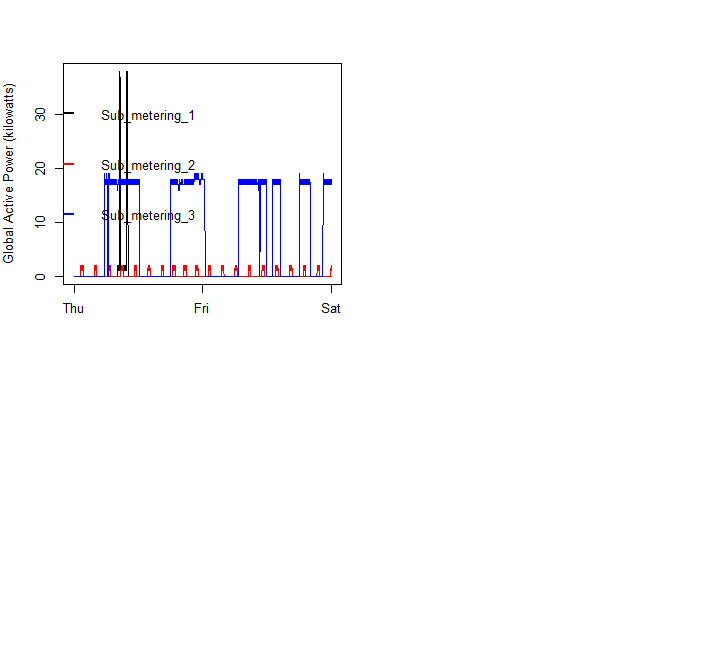 Global Active Power (kilowatts)
30
20
10
0
Sub_metering_1
Sub_metering_2
Sub_metering_3
Thu Fri Sat